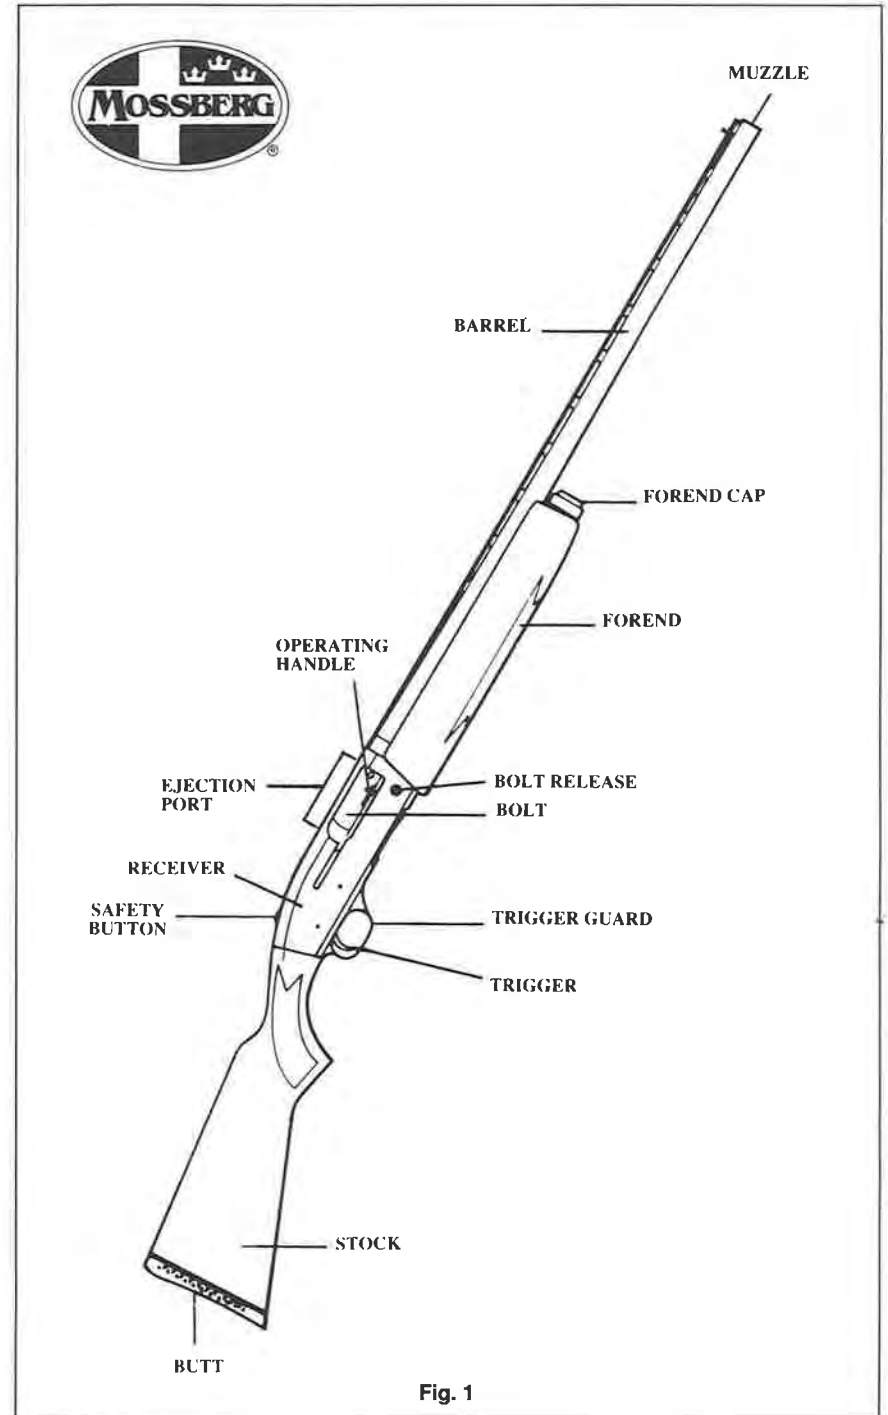 MOSSBERG
®
MUZZLE
BARREL
FOREND CAP
FOREND
OPERATING
HANDLE
EJECTION
PORT
BOLT RELEASE
BOLT
RECEIVER
SAFETY
BUTTON
TRIGGER GUARD
TRIGGER
STOCK
BUTT
Fig. 1